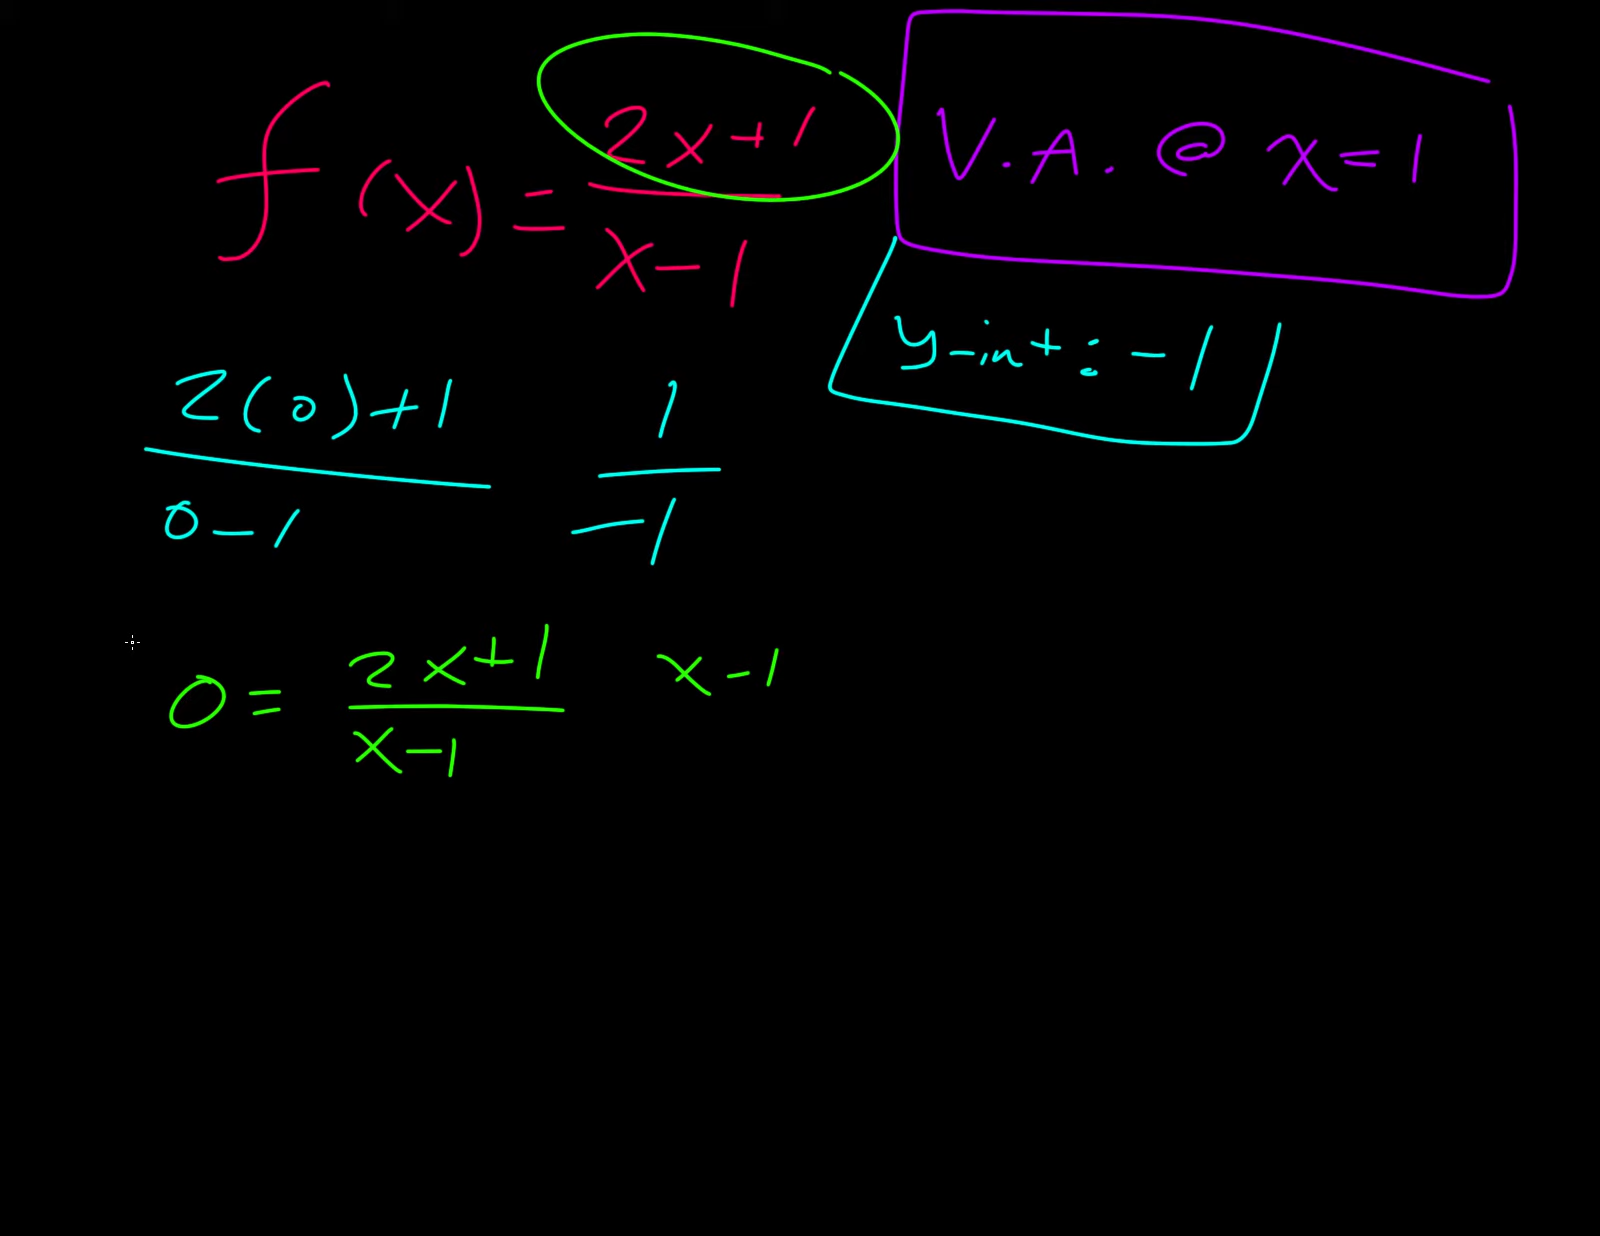 f(x) = (2x+1)/(x-1)
V.A. @ x=1
y-int: -1
(2(0)+1)/(0-1) 1/(-1)
0 = (2x+1)/(x-1) x-1